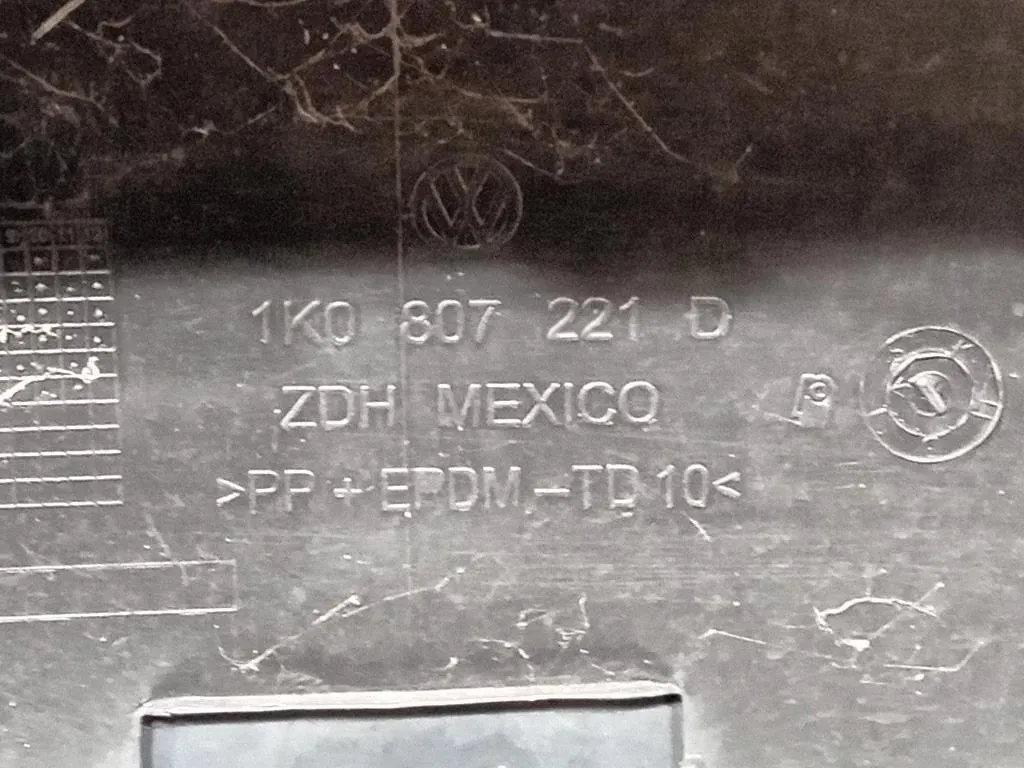 1K0 807 221 D
ZDH MEXICO
>PP+EPDM-TD10<